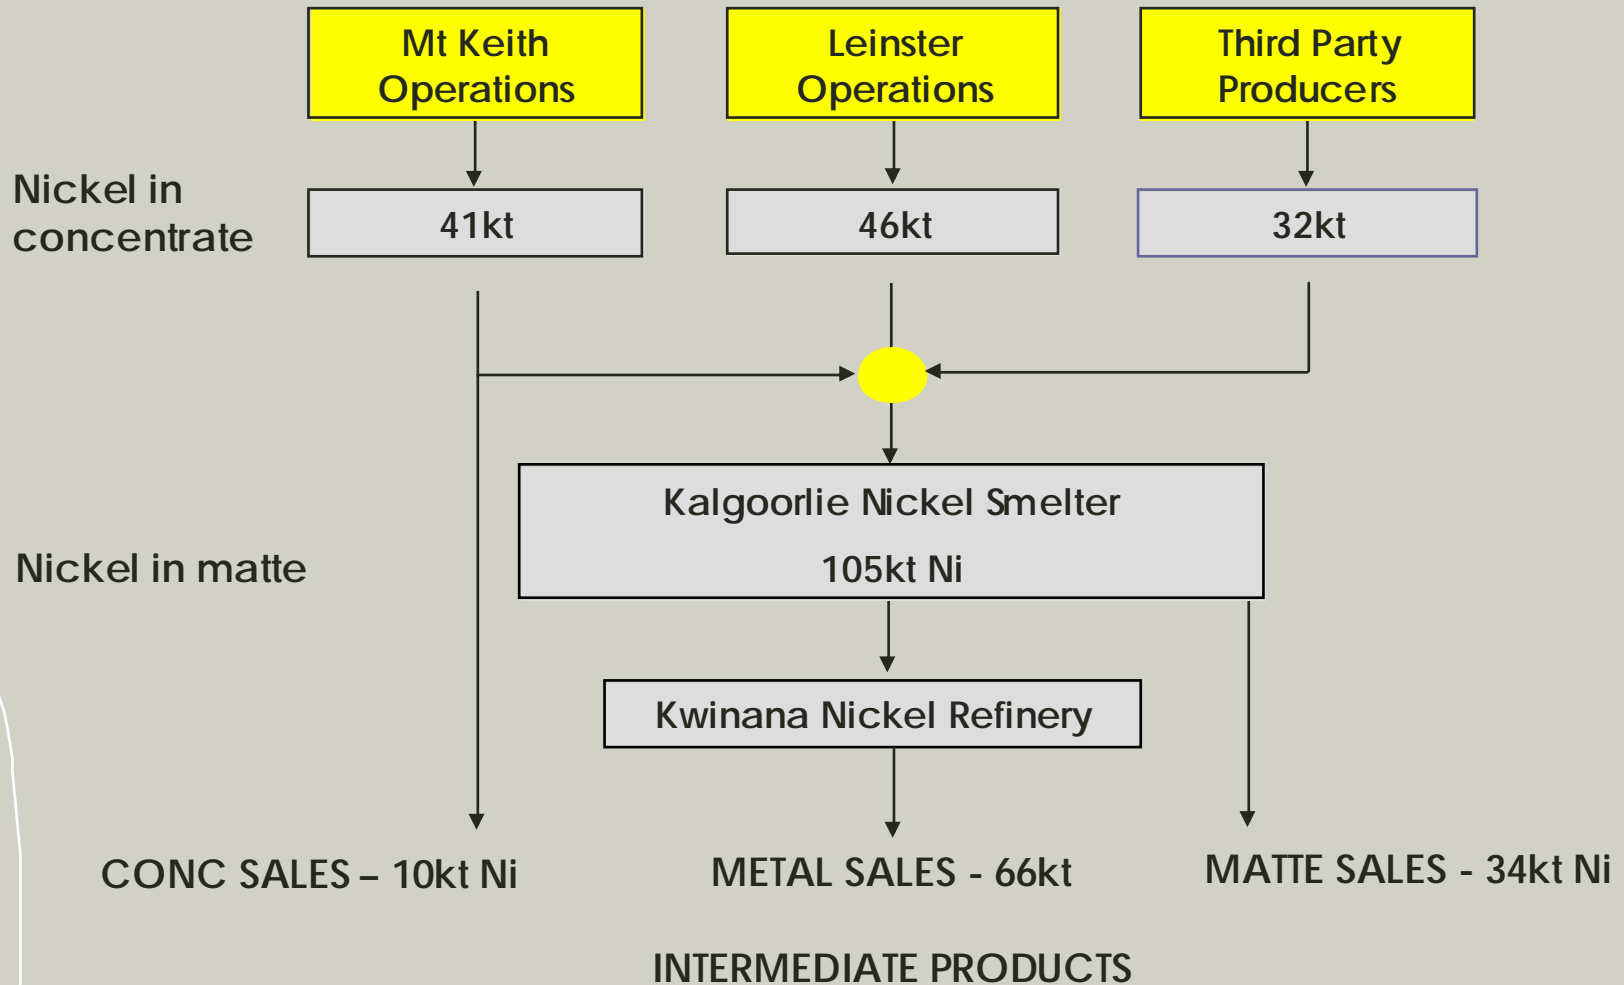 Mt Keith
Operations
Leinster
Operations
Third Party
Producers
Nickel in
concentrate
41kt
46kt
32kt
Kalgoorlie Nickel Smelter
105kt Ni
Nickel in matte
Kwinana Nickel Refinery
CONC SALES – 10kt Ni
METAL SALES - 66kt
MATTE SALES - 34kt Ni
INTERMEDIATE PRODUCTS